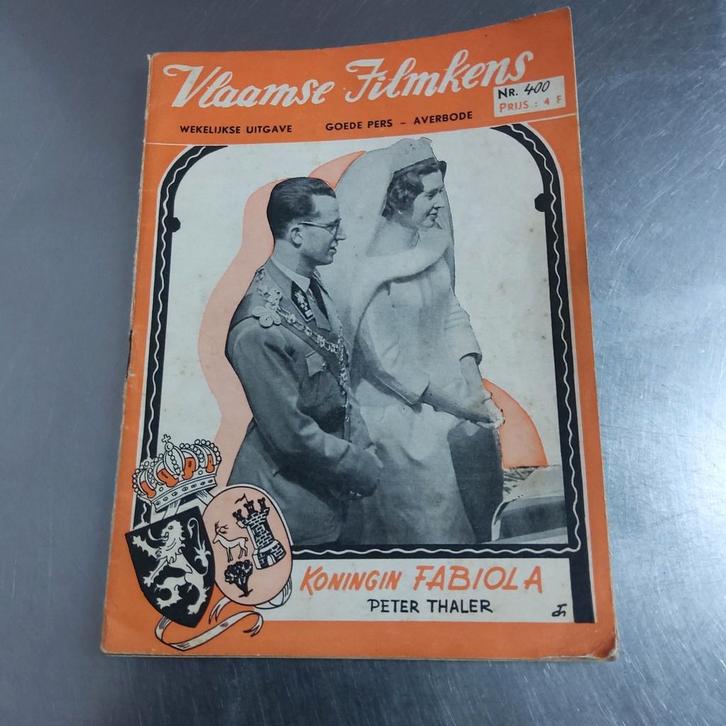 Vlaamse Filmkens
NR. 400
PRIJS : 4 F
WEKELIJKSE UITGAVE GOEDE PERS – AVERBODE
KONINGIN FABIOLA
PETER THALER